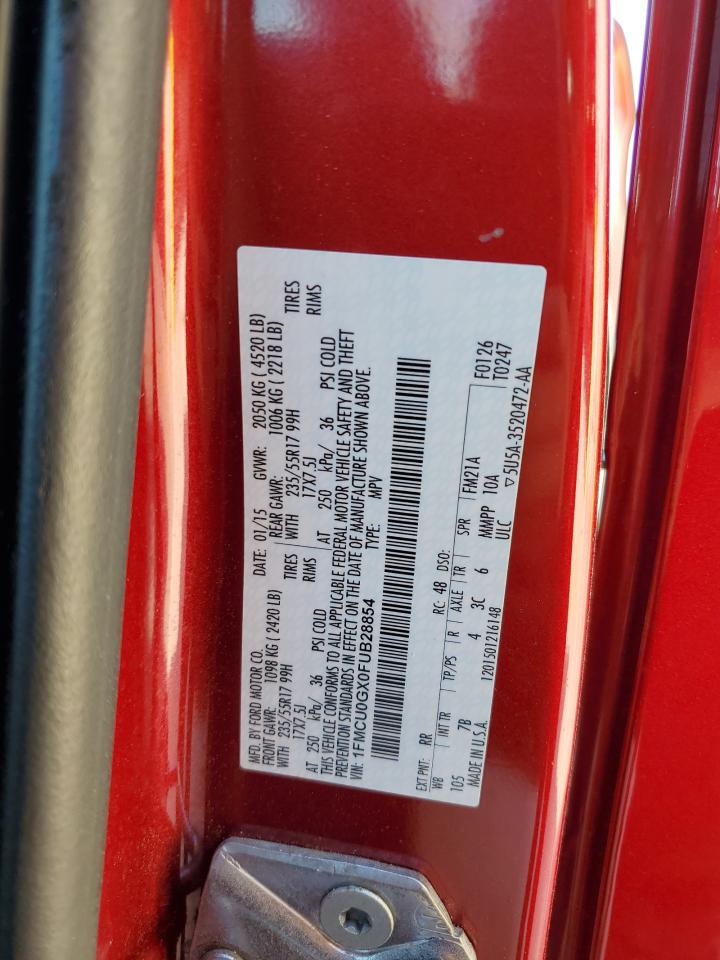 MFD. BY FORD MOTOR CO.
DATE: 01/15 GVWR: 2050 KG ( 4520 LB)
FRONT GAWR: 1098 KG ( 2420 LB) REAR GAWR: 1006 KG ( 2218 LB)
WITH 235/55R17 99H TIRES WITH 235/55R17 99H TIRES
17X7.5J RIMS 17X7.5J RIMS
AT 250 kPa/ 36 PSI COLD AT 250 kPa/ 36 PSI COLD
THIS VEHICLE CONFORMS TO ALL APPLICABLE FEDERAL MOTOR VEHICLE SAFETY AND THEFT
PREVENTION STANDARDS IN EFFECT ON THE DATE OF MANUFACTURE SHOWN ABOVE.
VIN: 1FMCU0GX0FUB28854 TYPE: MPV
EXT PNT: RR RC: 48 DSO: F0126
WB INT TR TP/PS R AXLE TR SPR FM21A T0247
105 7B 4 3C 6 MMPP 10A
MADE IN U.S.A. 1201501216148 ULC ▽5U5A-3520472-AA